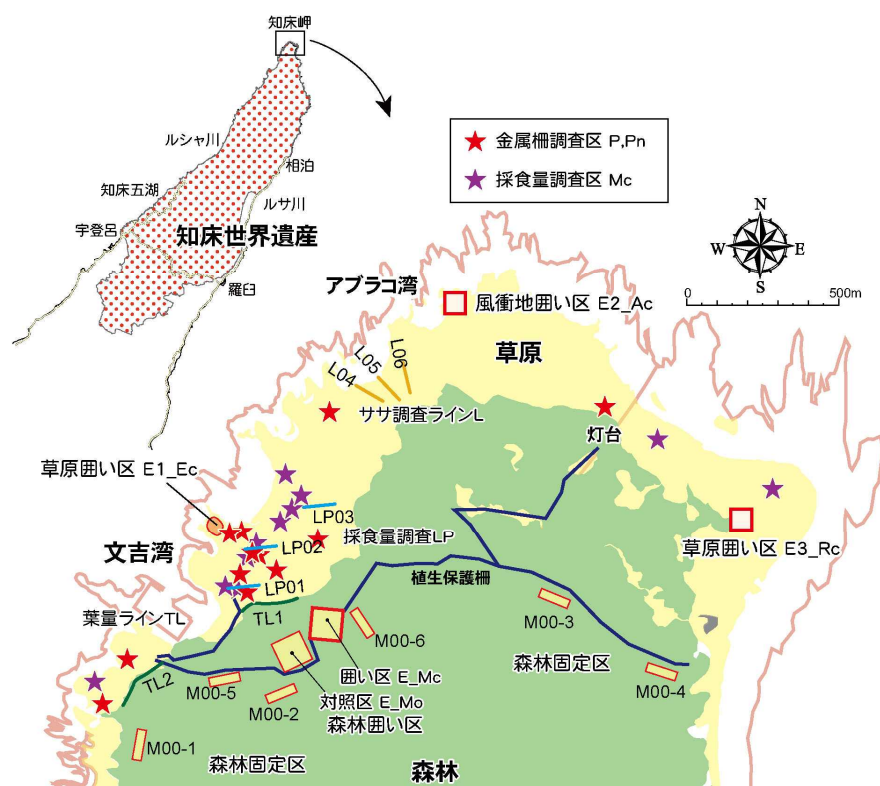 知床岬
ルシャ川
相泊
知床五湖
ルサ川
宇登呂
知床世界遺産
羅臼
金属柵調査区 P,Pn
採食量調査区 Mc
N
W
E
S
0
500m
アブラコ湾
風衝地囲い区 E2_Ac
草原
L04
L05
L06
ササ調査ラインL
灯台
草原囲い区 E1_Ec
LP03
採食量調査LP
文吉湾
LP02
草原囲い区 E3_Rc
LP01
植生保護柵
葉量ラインTL
TL1
M00-3
M00-6
TL2
森林固定区
囲い区 E_Mc
M00-4
M00-5
対照区 E_Mo
M00-2
森林囲い区
M00-1
森林固定区
森林